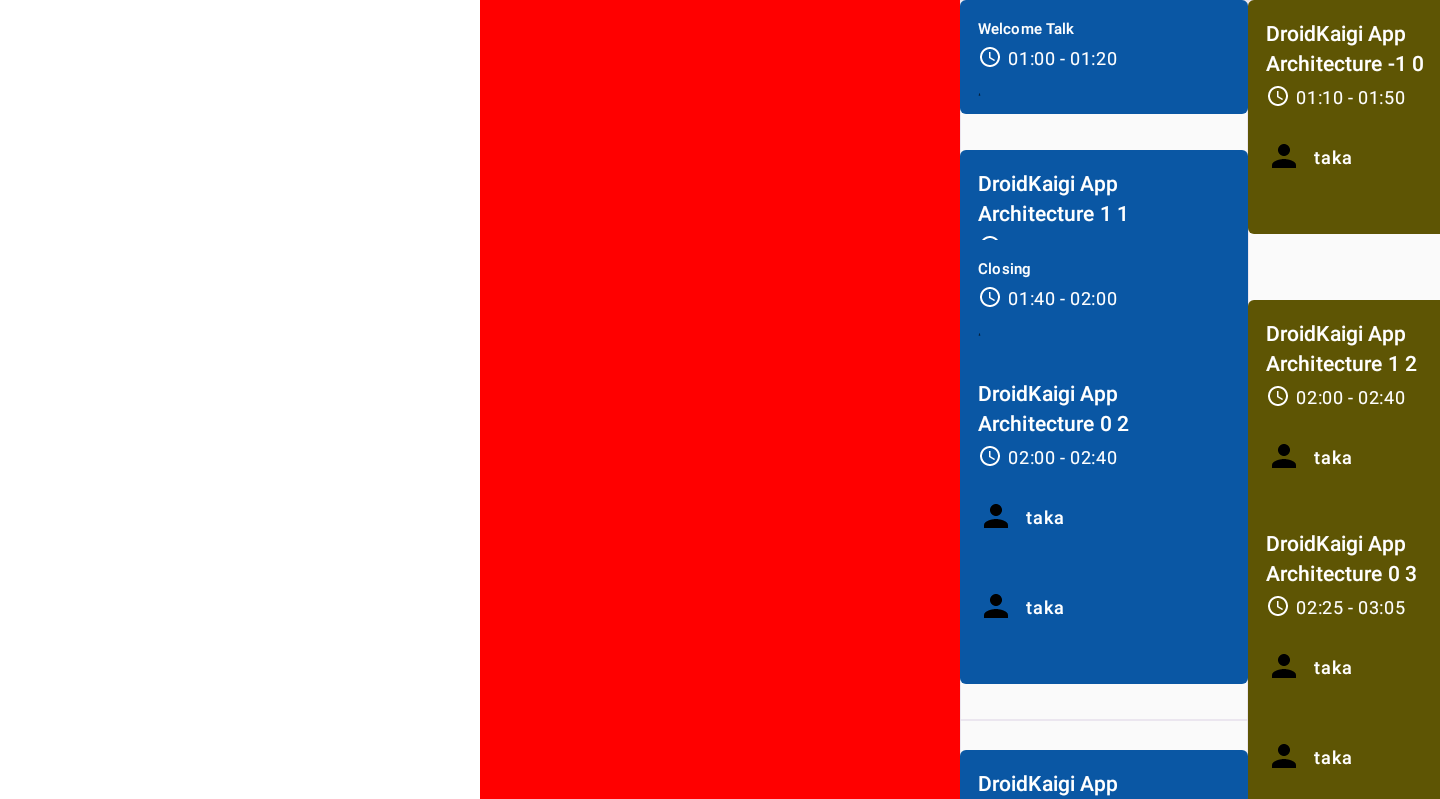 Welcome Talk
01:00 - 01:20
DroidKaigi App
Architecture 1 1
Closing
01:40 - 02:00
DroidKaigi App
Architecture 0 2
02:00 - 02:40
taka
taka
DroidKaigi App
DroidKaigi App
Architecture -1 0
01:10 - 01:50
taka
DroidKaigi App
Architecture 1 2
02:00 - 02:40
taka
DroidKaigi App
Architecture 0 3
02:25 - 03:05
taka
taka